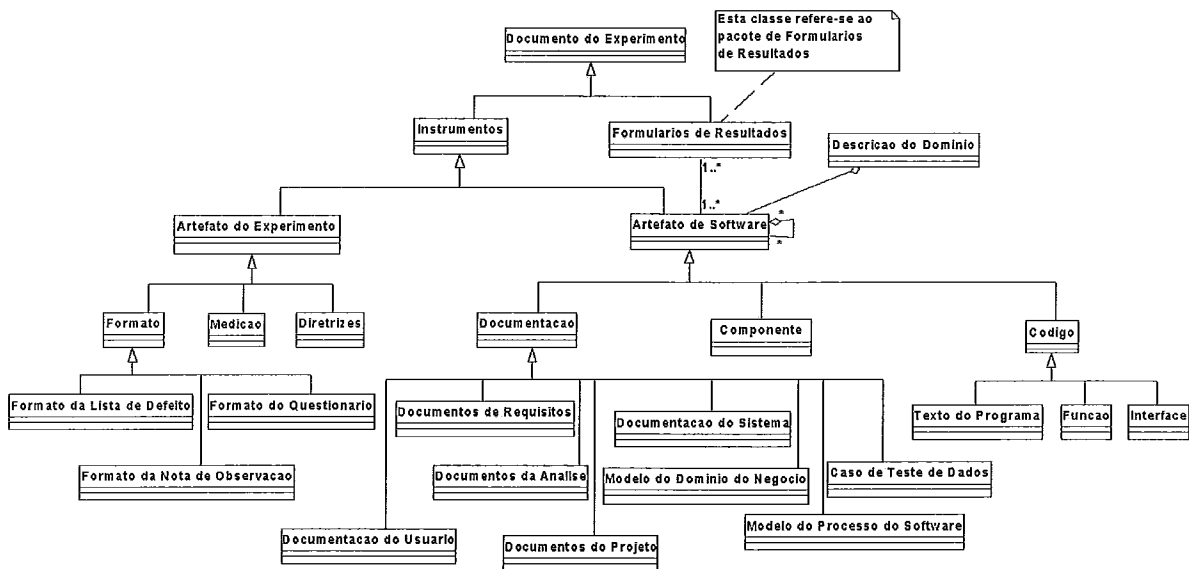 Esta classe refere-se ao
pacote de Formularios
de Resultados
Documento do Experimento
Instrumentos
Formularios de Resultados
Descricao do Dominio
1..*
1..*
Artefato do Experimento
Artefato de Software
*
*
Formato
Medicao
Diretrizes
Documentacao
Componente
Codigo
Formato da Lista de Defeito
Formato do Questionario
Documentos de Requisitos
Documentacao do Sistema
Texto do Programa
Funcao
Interface
Formato da Nota de Observacao
Documentos da Analise
Modelo do Dominio do Negocio
Caso de Teste de Dados
Documentacao do Usuario
Documentos do Projeto
Modelo do Processo do Software